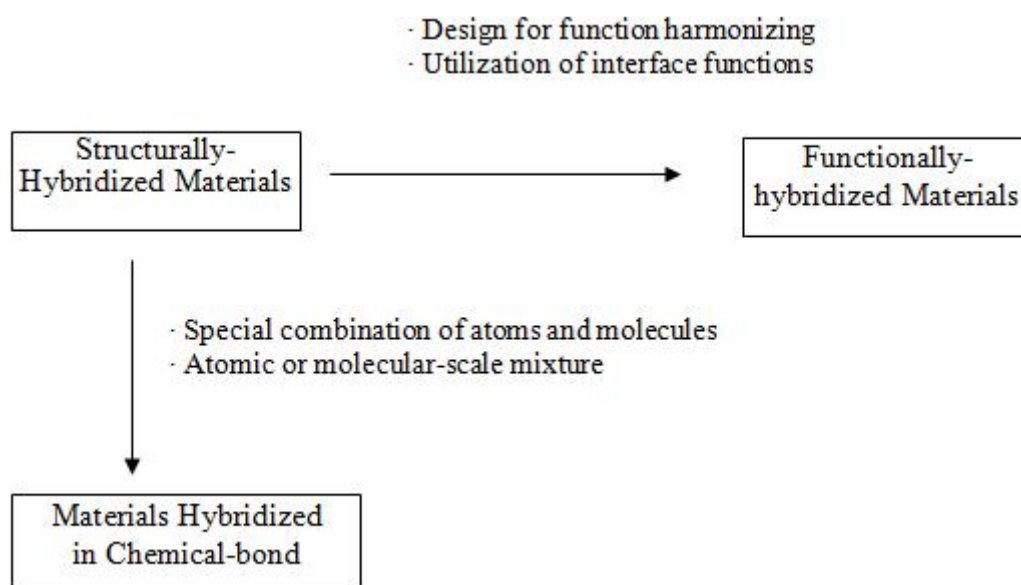 · Design for function harmonizing
· Utilization of interface functions
Structurally-
Hybridized Materials
Functionally-
hybridized Materials
· Special combination of atoms and molecules
· Atomic or molecular-scale mixture
Materials Hybridized
in Chemical-bond